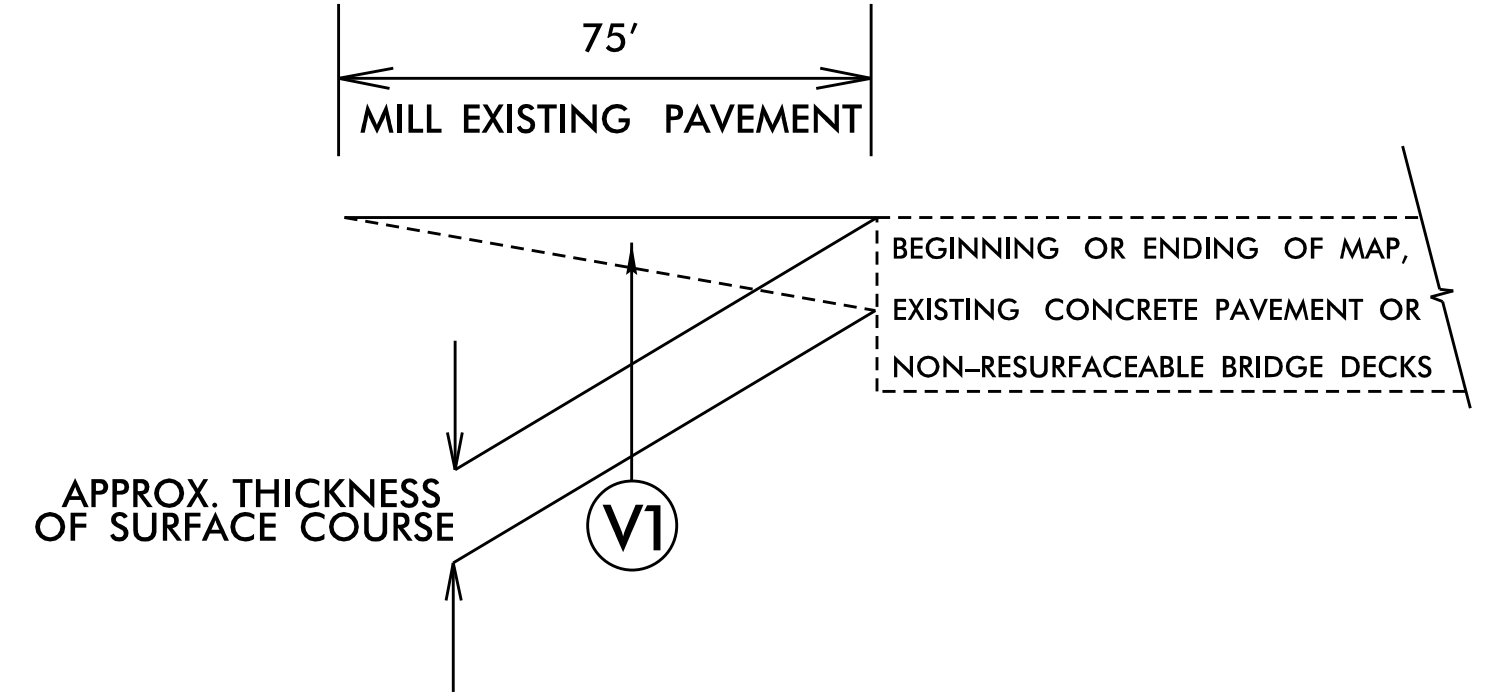 75'
MILL EXISTING PAVEMENT
BEGINNING OR ENDING OF MAP,
EXISTING CONCRETE PAVEMENT OR
NON–RESURFACEABLE BRIDGE DECKS
APPROX. THICKNESS
OF SURFACE COURSE
V1